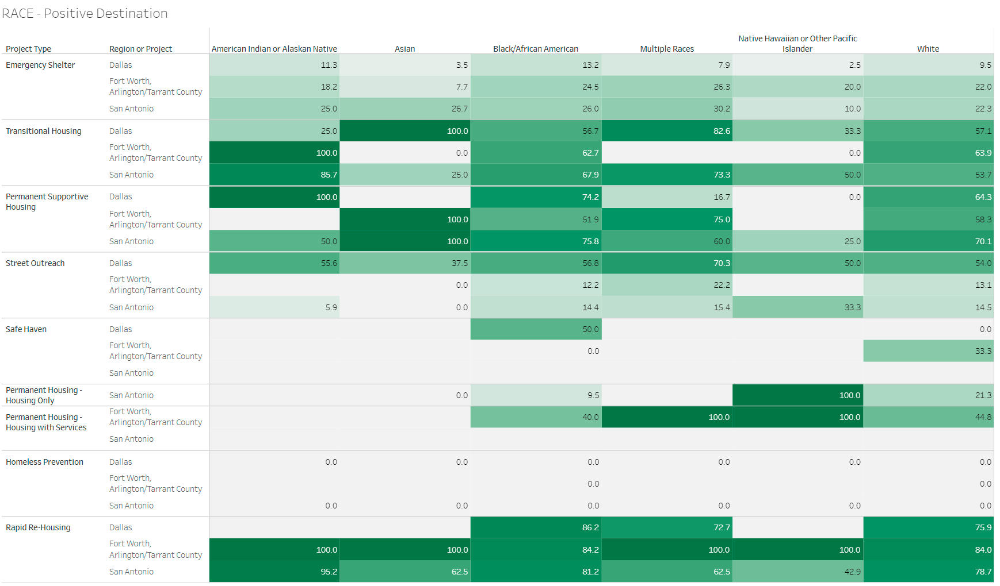 RACE - Positive Destination
Native Hawaiian or Other Pacific
Project Type Region or Project American Indian or Alaskan Native Asian Black/African American Multiple Races Islander White
Emergency Shelter Dallas 11.3 3.5 13.2 7.9 2.5 9.5
Fort Worth,
Arlington/Tarrant County 18.2 7.7 24.5 26.3 20.0 22.0
San Antonio 25.0 26.7 26.0 30.2 10.0 22.3
Transitional Housing Dallas 25.0 100.0 56.7 82.6 33.3 57.1
Fort Worth,
Arlington/Tarrant County 100.0 0.0 62.7 0.0 63.9
San Antonio 85.7 25.0 67.9 73.3 50.0 53.7
Permanent Supportive Dallas 100.0 74.2 16.7 0.0 64.3
Housing
Fort Worth,
Arlington/Tarrant County 100.0 51.9 75.0 58.3
San Antonio 50.0 100.0 75.8 60.0 25.0 70.1
Street Outreach Dallas 55.6 37.5 56.8 70.3 50.0 54.0
Fort Worth,
Arlington/Tarrant County 0.0 12.2 22.2 13.1
San Antonio 5.9 0.0 14.4 15.4 33.3 14.5
Safe Haven Dallas 50.0 0.0
Fort Worth,
Arlington/Tarrant County 0.0 33.3
San Antonio
Permanent Housing -
Housing Only San Antonio 0.0 9.5 100.0 21.3
Permanent Housing - Fort Worth,
Housing with Services Arlington/Tarrant County 40.0 100.0 100.0 44.8
San Antonio
Homeless Prevention Dallas 0.0 0.0 0.0 0.0 0.0 0.0
Fort Worth,
Arlington/Tarrant County 0.0 0.0
San Antonio 0.0 0.0 0.0 0.0 0.0 0.0
Rapid Re-Housing Dallas 86.2 72.7 75.9
Fort Worth,
Arlington/Tarrant County 100.0 100.0 84.2 100.0 100.0 84.0
San Antonio 95.2 62.5 81.2 62.5 42.9 78.7